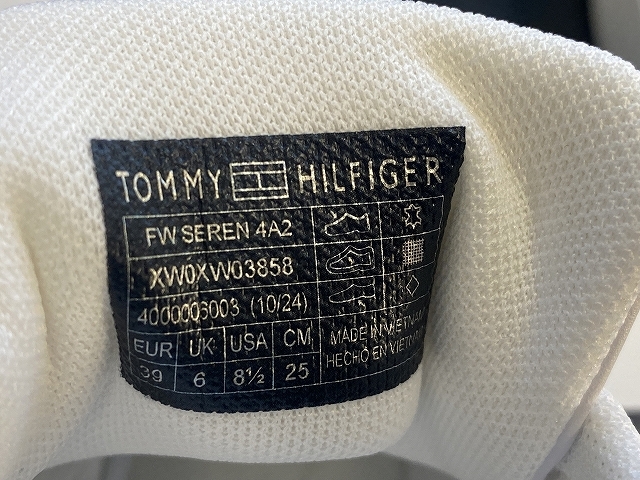 TOMMY HILFIGER
FW SEREN 4A2
XW0XW03858
4000006003 (10/24)
EUR UK USA CM
39 6 8½ 25
MADE IN VIETNAM
HECHO EN VIETNAM